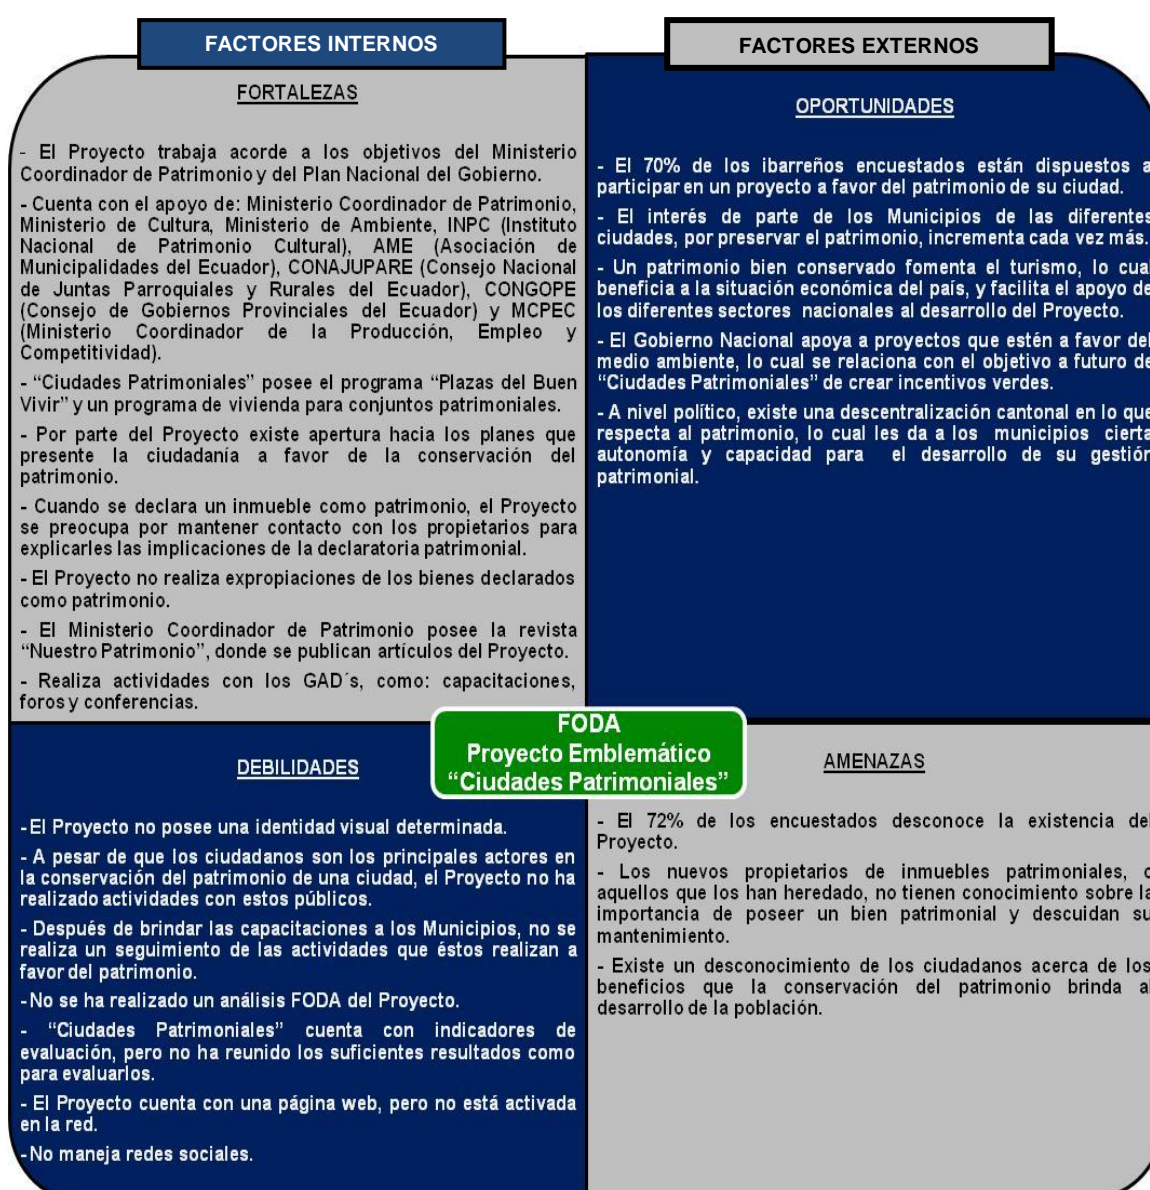 FACTORES INTERNOS
FORTALEZAS
- El Proyecto trabaja acorde a los objetivos del Ministerio
Coordinador de Patrimonio y del Plan Nacional del Gobierno.
- Cuenta con el apoyo de: Ministerio Coordinador de Patrimonio,
Ministerio de Cultura, Ministerio de Ambiente, INPC (Instituto
Nacional de Patrimonio Cultural), AME (Asociación de
Municipalidades del Ecuador), CONAJUPARE (Consejo Nacional
de Juntas Parroquiales y Rurales del Ecuador), CONGOPE
(Consejo de Gobiernos Provinciales del Ecuador) y MCPEC
(Ministerio Coordinador de la Producción, Empleo y
Competitividad).
- “Ciudades Patrimoniales” posee el programa “Plazas del Buen
Vivir” y un programa de vivienda para conjuntos patrimoniales.
- Por parte del Proyecto existe apertura hacia los planes que
presente la ciudadanía a favor de la conservación del
patrimonio.
- Cuando se declara un inmueble como patrimonio, el Proyecto
se preocupa por mantener contacto con los propietarios para
explicarles las implicaciones de la declaratoria patrimonial.
- El Proyecto no realiza expropiaciones de los bienes declarados
como patrimonio.
- El Ministerio Coordinador de Patrimonio posee la revista
“Nuestro Patrimonio”, donde se publican artículos del Proyecto.
- Realiza actividades con los GAD´s, como: capacitaciones,
foros y conferencias.
FACTORES EXTERNOS
OPORTUNIDADES
- El 70% de los ibarreños encuestados están dispuestos a
participar en un proyecto a favor del patrimonio de su ciudad.
- El interés de parte de los Municipios de las diferentes
ciudades, por preservar el patrimonio, incrementa cada vez más.
- Un patrimonio bien conservado fomenta el turismo, lo cual
beneficia a la situación económica del país, y facilita el apoyo de
los diferentes sectores nacionales al desarrollo del Proyecto.
- El Gobierno Nacional apoya a proyectos que estén a favor del
medio ambiente, lo cual se relaciona con el objetivo a futuro de
“Ciudades Patrimoniales” de crear incentivos verdes.
- A nivel político, existe una descentralización cantonal en lo que
respecta al patrimonio, lo cual les da a los municipios cierta
autonomía y capacidad para el desarrollo de su gestión
patrimonial.
FODA
Proyecto Emblemático
“Ciudades Patrimoniales”
DEBILIDADES
- El Proyecto no posee una identidad visual determinada.
- A pesar de que los ciudadanos son los principales actores en
la conservación del patrimonio de una ciudad, el Proyecto no ha
realizado actividades con estos públicos.
- Después de brindar las capacitaciones a los Municipios, no se
realiza un seguimiento de las actividades que éstos realizan a
favor del patrimonio.
- No se ha realizado un análisis FODA del Proyecto.
- “Ciudades Patrimoniales” cuenta con indicadores de
evaluación, pero no ha reunido los suficientes resultados como
para evaluarlos.
- El Proyecto cuenta con una página web, pero no está activada
en la red.
- No maneja redes sociales.
AMENAZAS
- El 72% de los encuestados desconoce la existencia del
Proyecto.
- Los nuevos propietarios de inmuebles patrimoniales, o
aquellos que los han heredado, no tienen conocimiento sobre la
importancia de poseer un bien patrimonial y descuidan su
mantenimiento.
- Existe un desconocimiento de los ciudadanos acerca de los
beneficios que la conservación del patrimonio brinda al
desarrollo de la población.